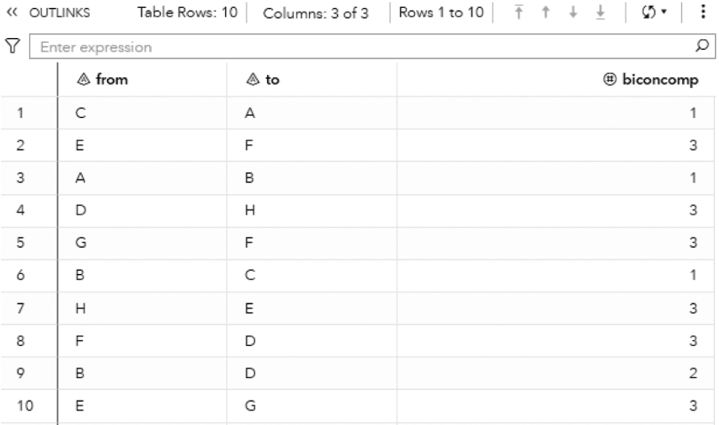 OUTLINKS Table Rows: 10 Columns: 3 of 3 Rows 1 to 10
Enter expression
from to biconcomp
1 C A 1
2 E F 3
3 A B 1
4 D H 3
5 G F 3
6 B C 1
7 H E 3
8 F D 3
9 B D 2
10 E G 3